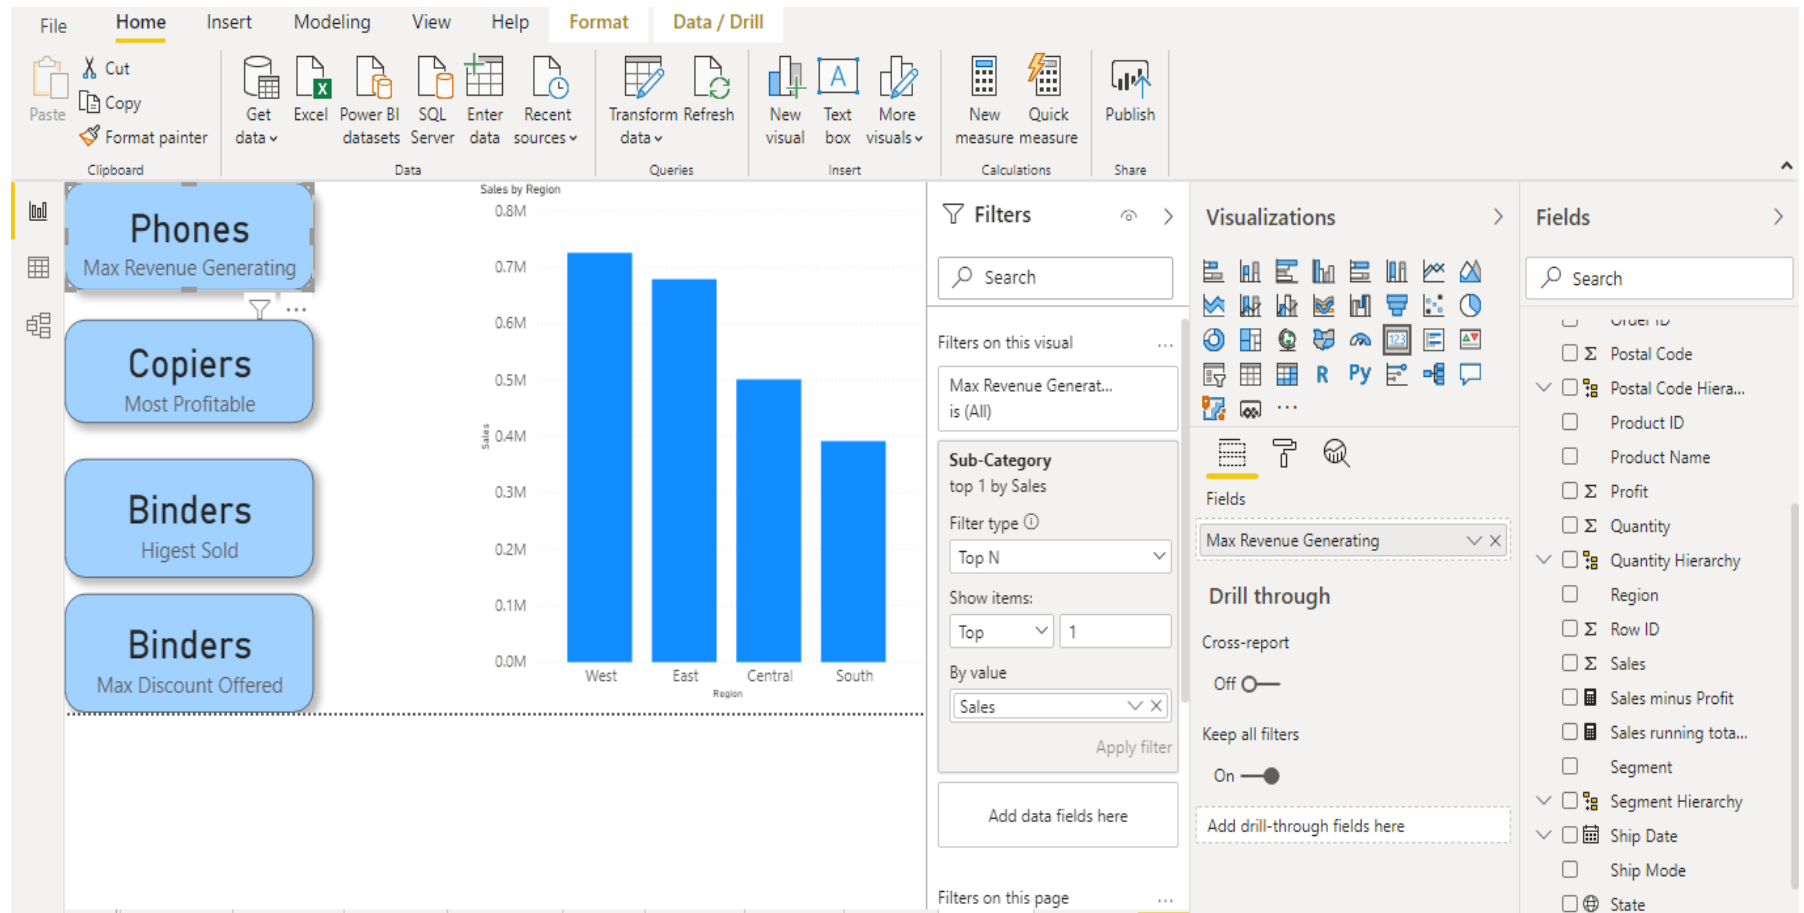 File
Home
Insert
Modeling
View
Help
Format
Data / Drill
Paste
Cut
Copy
Format painter
Clipboard
Get data
Excel
Power BI datasets
SQL Server
Enter data
Recent sources
Data
Transform data
Refresh
Queries
New visual
Text box
More visuals
Insert
New measure
Quick measure
Calculations
Publish
Share
Phones
Max Revenue Generating
Copiers
Most Profitable
Binders
Higest Sold
Binders
Max Discount Offered
Sales by Region
0.8M
0.7M
0.6M
0.5M
0.4M
0.3M
0.2M
0.1M
0.0M
Sales
West
East
Central
South
Region
Filters
Search
Filters on this visual
Max Revenue Generat...
is (All)
Sub-Category
top 1 by Sales
Filter type
Top N
Show items:
Top
1
By value
Sales
Apply filter
Add data fields here
Filters on this page
Visualizations
123
R
Py
Fields
Max Revenue Generating
Drill through
Cross-report
Off
Keep all filters
On
Add drill-through fields here
Fields
Search
Order ID
Σ Postal Code
Postal Code Hiera...
Product ID
Product Name
Σ Profit
Σ Quantity
Quantity Hierarchy
Region
Σ Row ID
Σ Sales
Sales minus Profit
Sales running tota...
Segment
Segment Hierarchy
Ship Date
Ship Mode
State